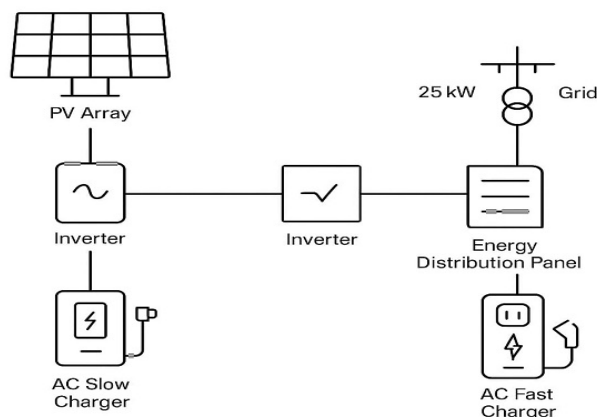 PV Array
25 kW
Grid
Inverter
Inverter
Energy
Distribution Panel
AC Slow
Charger
AC Fast
Charger